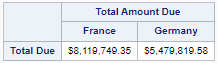 Total Amount Due
France Germany
Total Due $8,119,749.35 $5,479,819.58